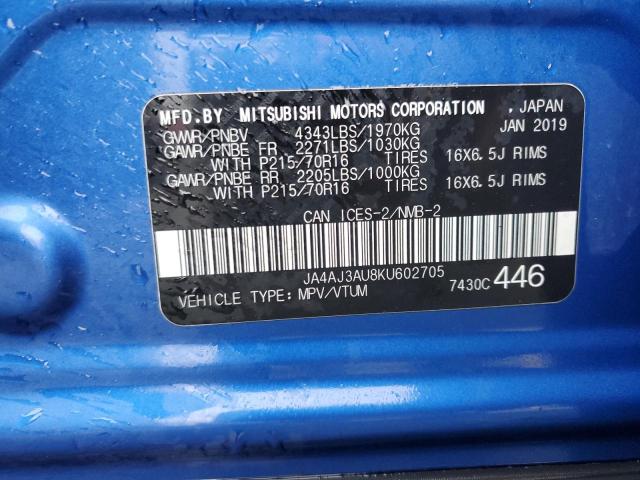 MFD.BY MITSUBISHI MOTORS CORPORATION , JAPAN
GVWR/PNBV 4343LBS/1970KG JAN 2019
GAWR/PNBE FR 2271LBS/1030KG
WITH P215/70R16 TIRES 16X6.5J RIMS
GAWR/PNBE RR 2205LBS/1000KG
WITH P215/70R16 TIRES 16X6.5J RIMS
CAN ICES-2/NMB-2
JA4AJ3AU8KU602705
VEHICLE TYPE: MPV/VTUM 7430C 446